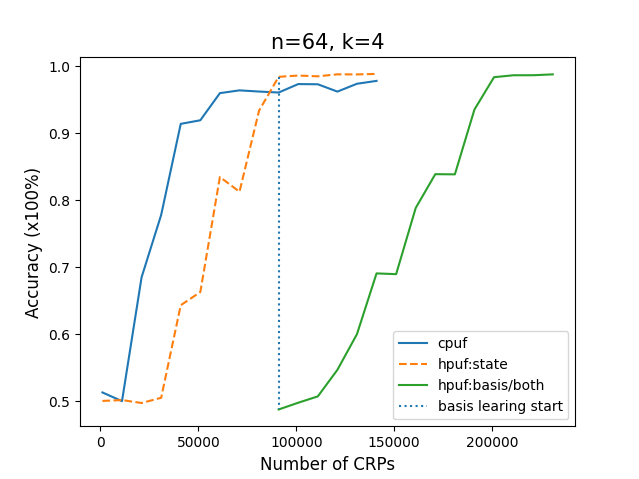 n=64, k=4
Accuracy (x100%)
1.0
0.9
0.8
0.7
0.6
0.5
cpuf
hpuf:state
hpuf:basis/both
basis learing start
0 50000 100000 150000 200000
Number of CRPs